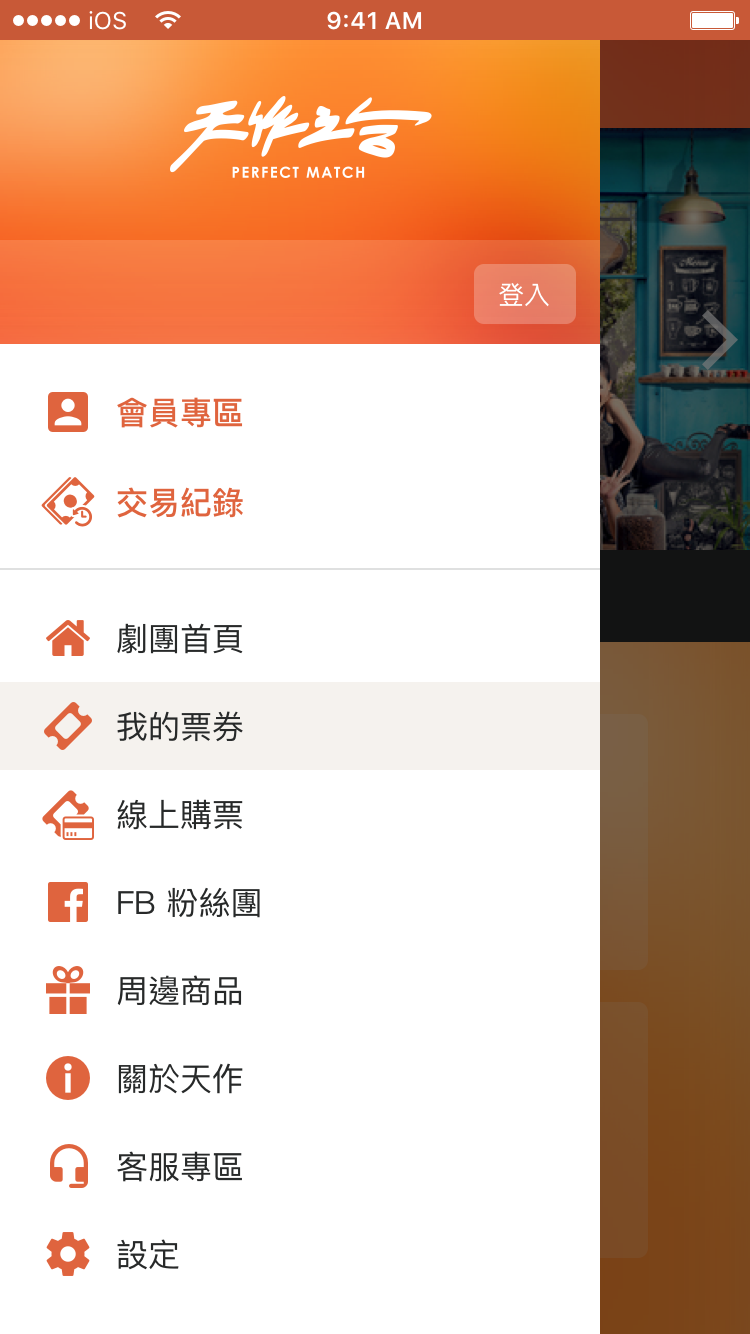 iOS 9:41 AM
天作之合
PERFECT MATCH
登入
會員專區
交易紀錄
劇團首頁
我的票券
線上購票
FB 粉絲團
周邊商品
關於天作
客服專區
設定